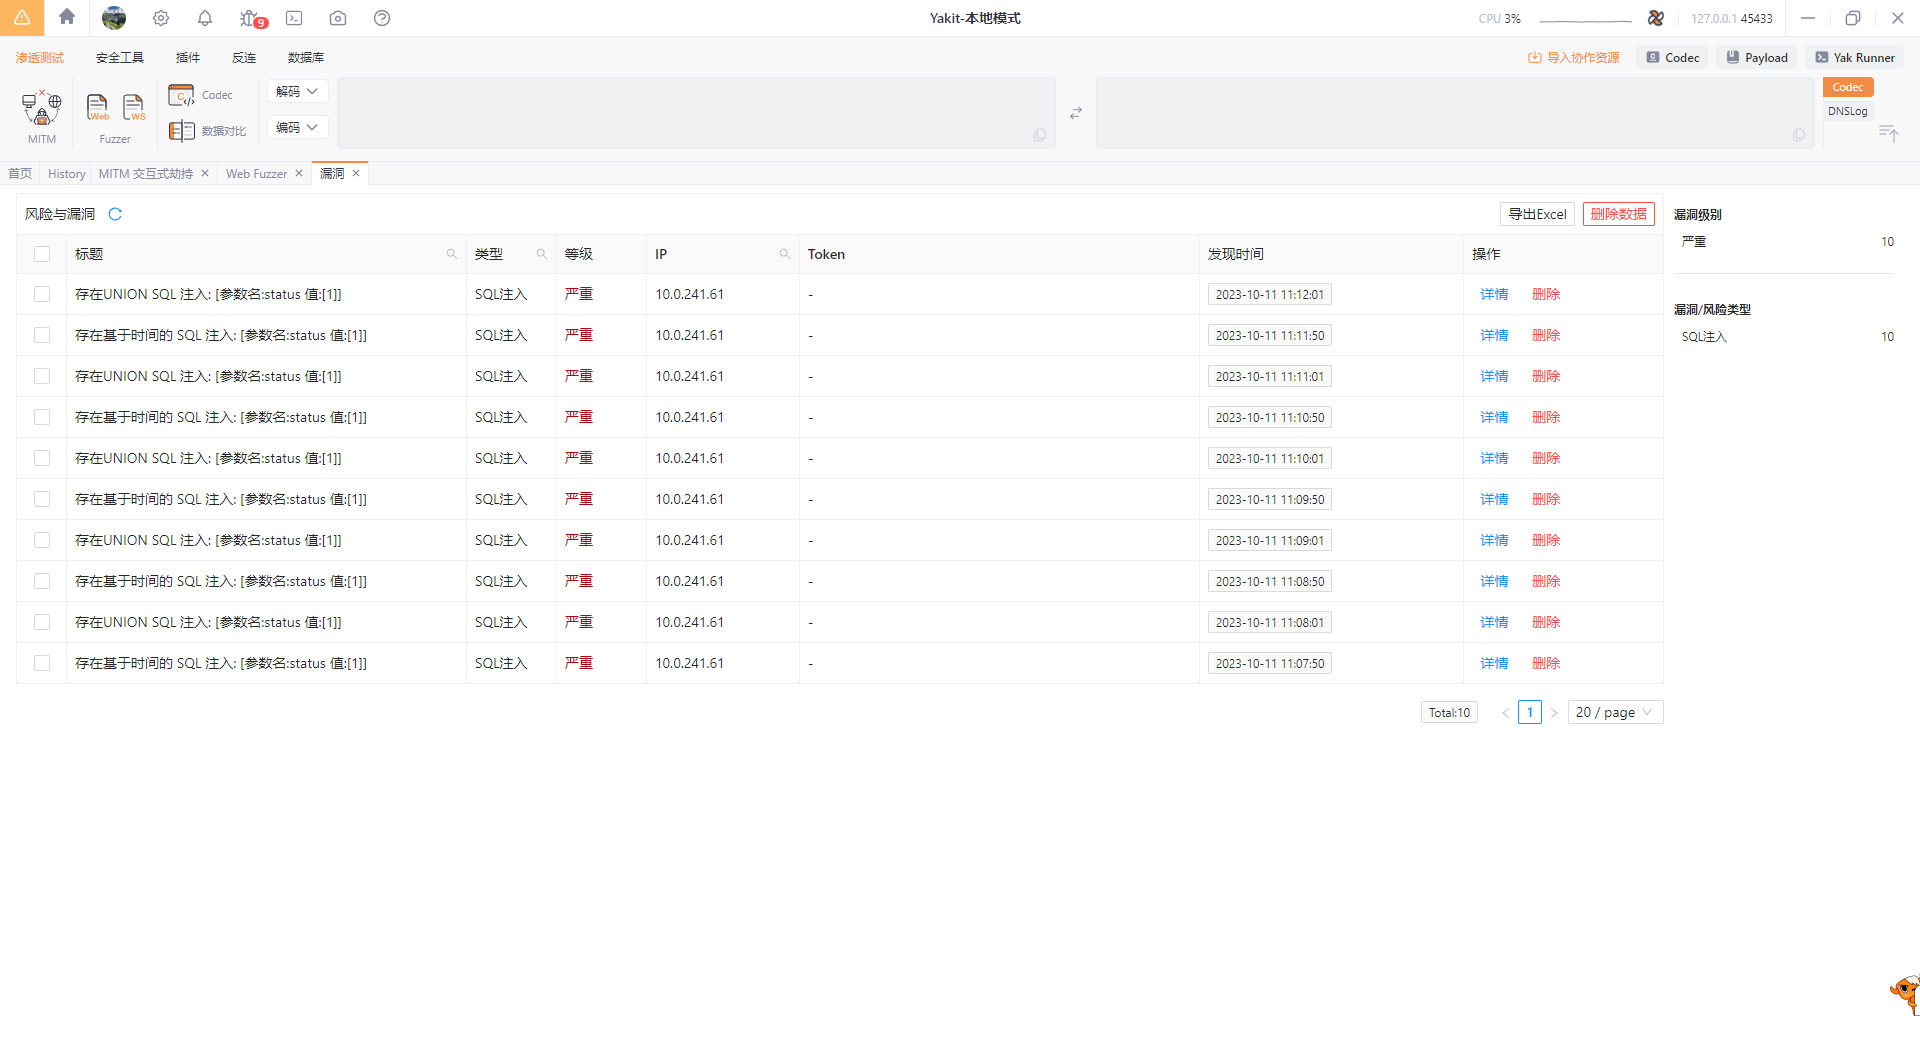 9
Yakit-本地模式
CPU 3%
127.0.0.1 45433
渗透测试 安全工具 插件 反连 数据库
导入协作资源 Codec Payload Yak Runner
MITM
Web
WS
Fuzzer
Codec
数据对比
解码
编码
Codec
DNSLog
首页 History MITM 交互式劫持 Web Fuzzer 漏洞
风险与漏洞
导出Excel 删除数据
标题 类型 等级 IP Token 发现时间 操作
存在UNION SQL 注入: [参数名:status 值:[1]] SQL注入 严重 10.0.241.61 - 2023-10-11 11:12:01 详情 删除
存在基于时间的 SQL 注入: [参数名:status 值:[1]] SQL注入 严重 10.0.241.61 - 2023-10-11 11:11:50 详情 删除
存在UNION SQL 注入: [参数名:status 值:[1]] SQL注入 严重 10.0.241.61 - 2023-10-11 11:11:01 详情 删除
存在基于时间的 SQL 注入: [参数名:status 值:[1]] SQL注入 严重 10.0.241.61 - 2023-10-11 11:10:50 详情 删除
存在UNION SQL 注入: [参数名:status 值:[1]] SQL注入 严重 10.0.241.61 - 2023-10-11 11:10:01 详情 删除
存在基于时间的 SQL 注入: [参数名:status 值:[1]] SQL注入 严重 10.0.241.61 - 2023-10-11 11:09:50 详情 删除
存在UNION SQL 注入: [参数名:status 值:[1]] SQL注入 严重 10.0.241.61 - 2023-10-11 11:09:01 详情 删除
存在基于时间的 SQL 注入: [参数名:status 值:[1]] SQL注入 严重 10.0.241.61 - 2023-10-11 11:08:50 详情 删除
存在UNION SQL 注入: [参数名:status 值:[1]] SQL注入 严重 10.0.241.61 - 2023-10-11 11:08:01 详情 删除
存在基于时间的 SQL 注入: [参数名:status 值:[1]] SQL注入 严重 10.0.241.61 - 2023-10-11 11:07:50 详情 删除
Total:10 < 1 > 20 / page
漏洞级别
严重 10
漏洞/风险类型
SQL注入 10